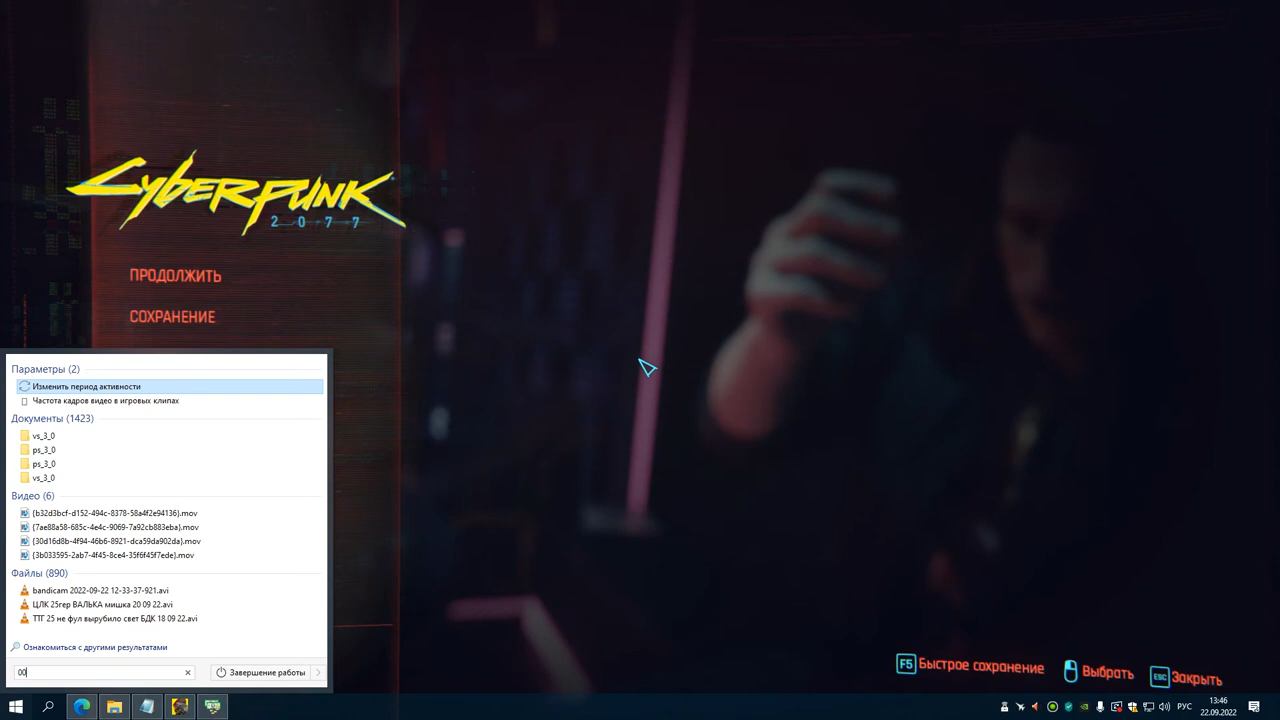 CYBERPUNK
2077
ПРОДОЛЖИТЬ
СОХРАНЕНИЕ
Параметры (2)
Изменить период активности
Частота кадров видео в игровых клипах
Документы (1423)
vs_3_0
ps_3_0
ps_3_0
vs_3_0
Видео (6)
{b32d3bcf-d152-494c-8378-58a4f2e94136}.mov
{7ae88a58-685c-4e4c-9069-7a92cb883eba}.mov
{30d16d8b-4f94-46b6-8921-dca59da902da}.mov
{3b033595-2ab7-4f45-8ce4-35f6f45f7ede}.mov
Файлы (890)
bandicam 2022-09-22 12-33-37-921.avi
ЦЛК 25гер ВАЛЬКА мишка 20 09 22.avi
ТТГ 25 не фул вырубило свет БДК 18 09 22.avi
Ознакомиться с другими результатами
00
Завершение работы
F5 Быстрое сохранение
Выбрать
ESC Закрыть
РУС
13:46
22.09.2022